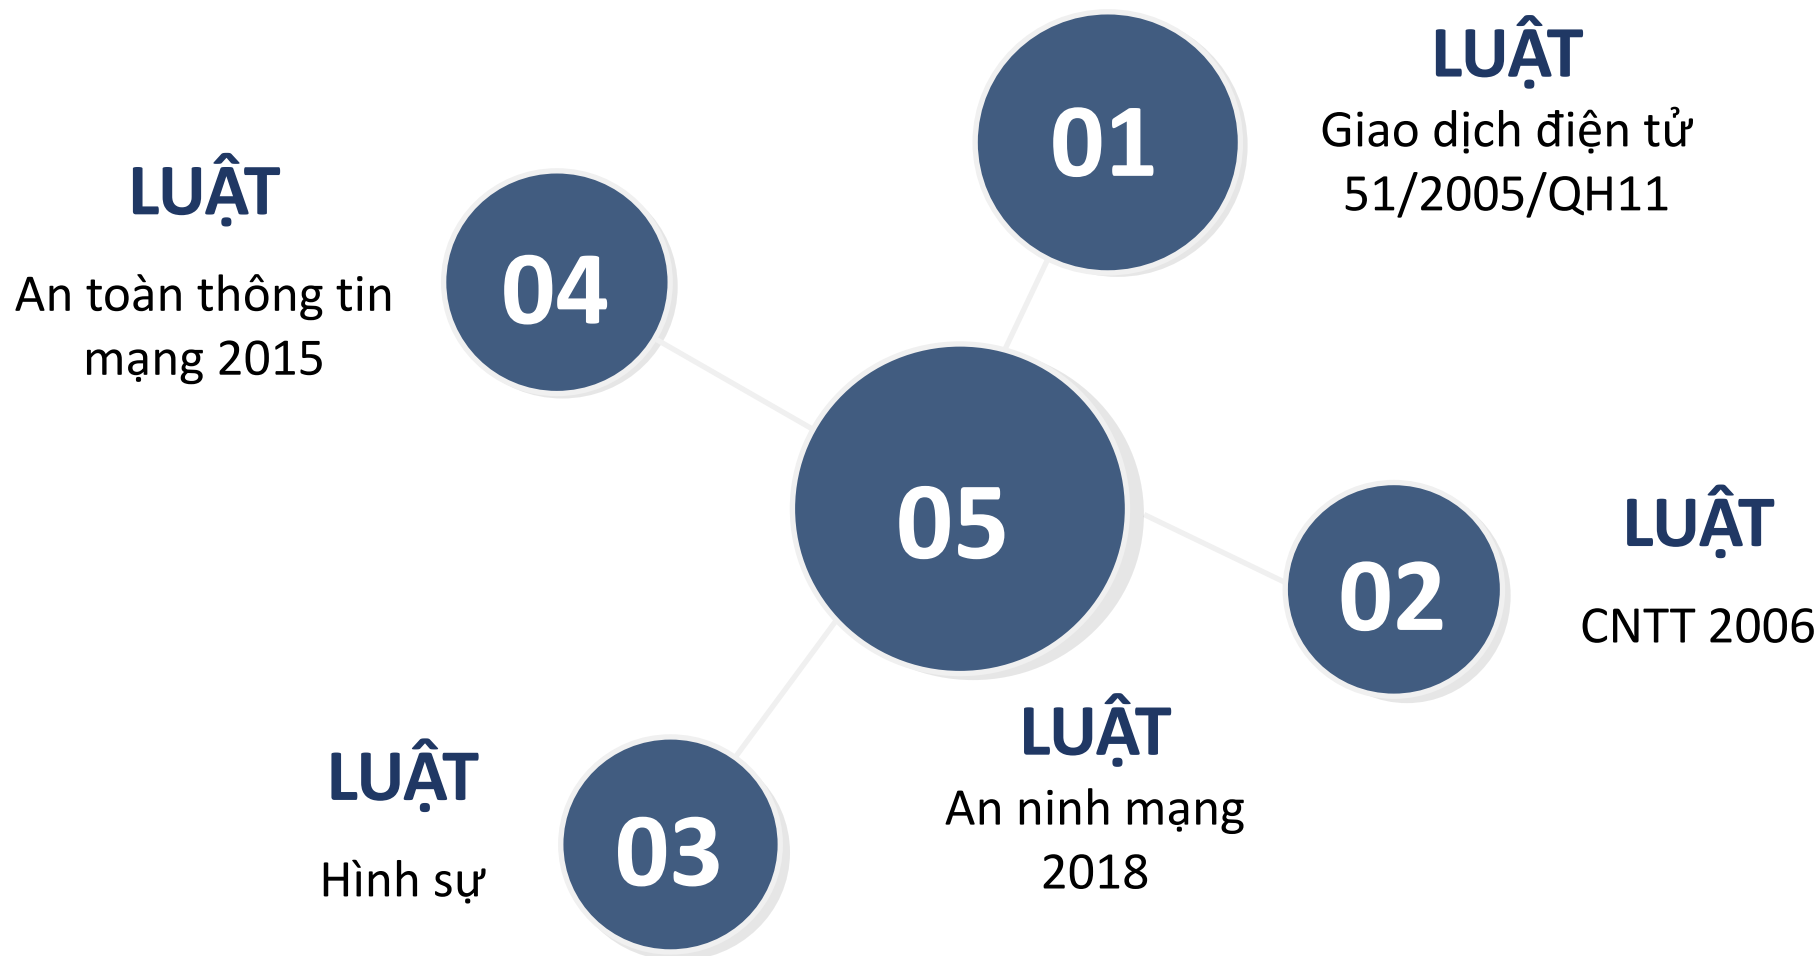 01
LUẬT
Giao dịch điện tử
51/2005/QH11
LUẬT
An toàn thông tin
mạng 2015
04
05
02
LUẬT
CNTT 2006
LUẬT
Hình sự
03
LUẬT
An ninh mạng
2018